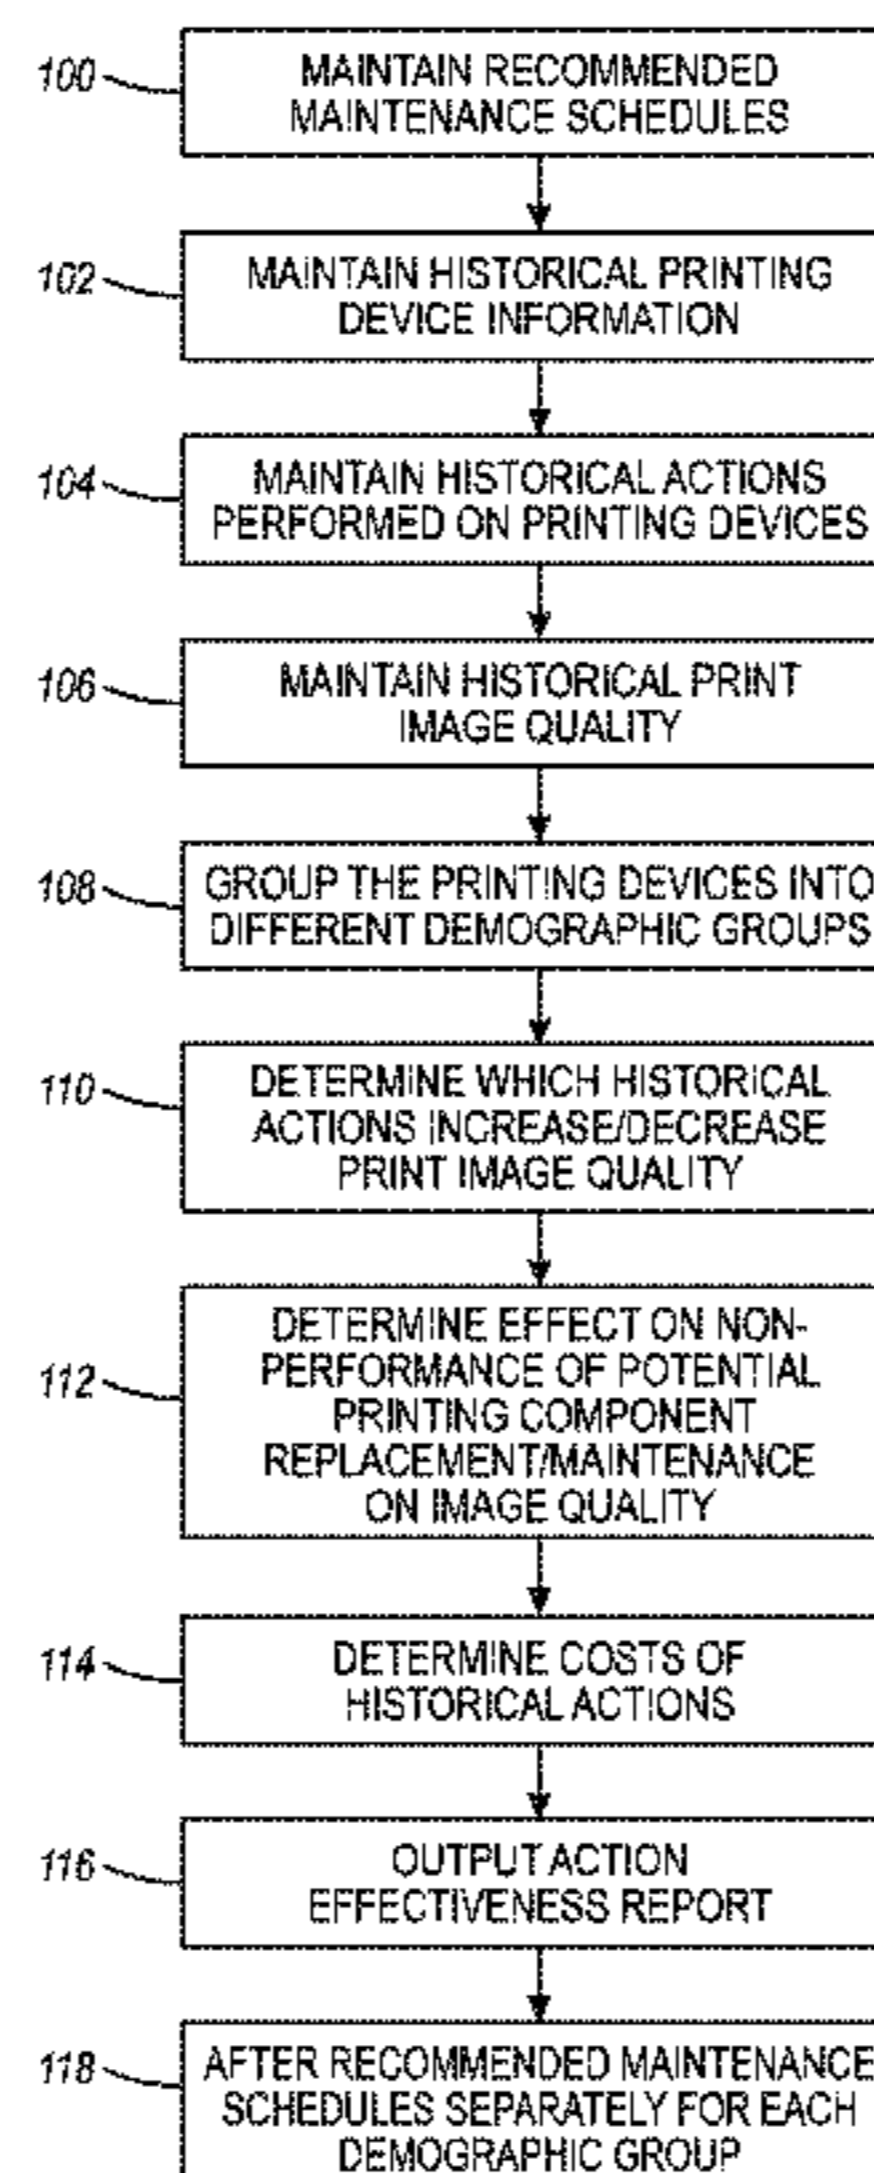 100
MAINTAIN RECOMMENDED
MAINTENANCE SCHEDULES
102
MAINTAIN HISTORICAL PRINTING
DEVICE INFORMATION
104
MAINTAIN HISTORICAL ACTIONS
PERFORMED ON PRINTING DEVICES
106
MAINTAIN HISTORICAL PRINT
IMAGE QUALITY
108
GROUP THE PRINTING DEVICES INTO
DIFFERENT DEMOGRAPHIC GROUPS
110
DETERMINE WHICH HISTORICAL
ACTIONS INCREASE/DECREASE
PRINT IMAGE QUALITY
112
DETERMINE EFFECT ON NON-
PERFORMANCE OF POTENTIAL
PRINTING COMPONENT
REPLACEMENT/MAINTENANCE
ON IMAGE QUALITY
114
DETERMINE COSTS OF
HISTORICAL ACTIONS
116
OUTPUT ACTION
EFFECTIVENESS REPORT
118
AFTER RECOMMENDED MAINTENANCE
SCHEDULES SEPARATELY FOR EACH
DEMOGRAPHIC GROUP